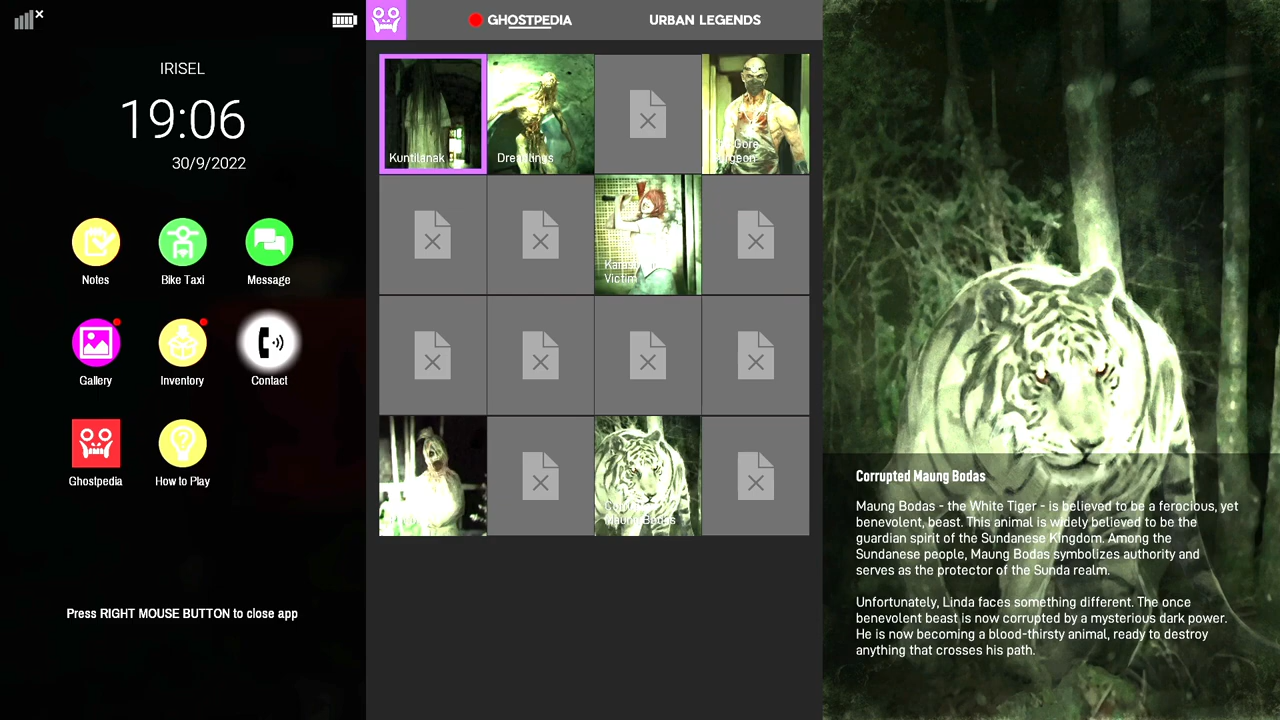 IRISEL
19:06
30/9/2022
Notes
Bike Taxi
Message
Gallery
Inventory
Contact
Ghostpedia
How to Play
Press RIGHT MOUSE BUTTON to close app
GHOSTPEDIA
URBAN LEGENDS
Kuntilanak
Dreadlings
Gore
Victim
Maung Bodas
Corrupted Maung Bodas
Maung Bodas - the White Tiger - is believed to be a ferocious, yet
benevolent, beast. This animal is widely believed to be the
guardian spirit of the Sundanese Kingdom. Among the
Sundanese people, Maung Bodas symbolizes authority and
serves as the protector of the Sunda realm.
Unfortunately, Linda faces something different. The once
benevolent beast is now corrupted by a mysterious dark power.
He is now becoming a blood-thirsty animal, ready to destroy
anything that crosses his path.